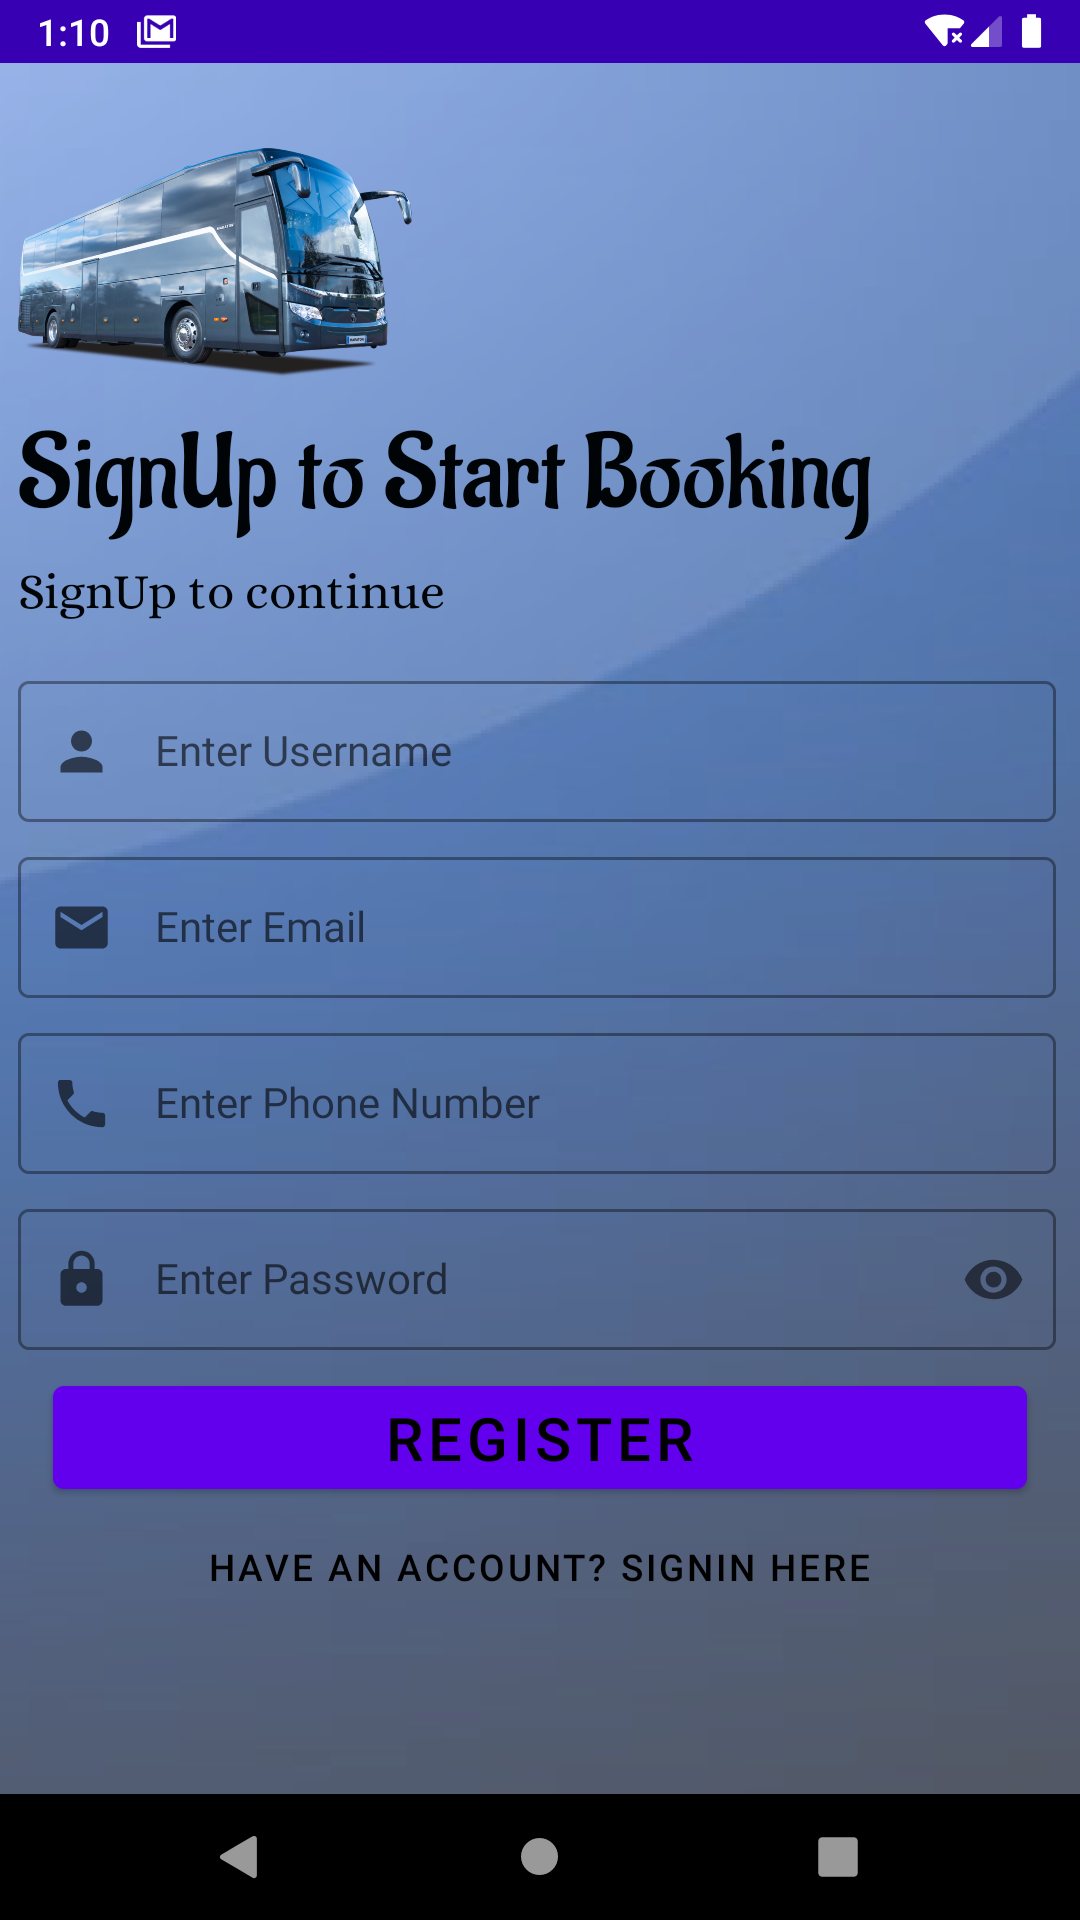 1:10
SignUp to Start Booking
SignUp to continue
Enter Username
Enter Email
Enter Phone Number
Enter Password
REGISTER
HAVE AN ACCOUNT? SIGNIN HERE